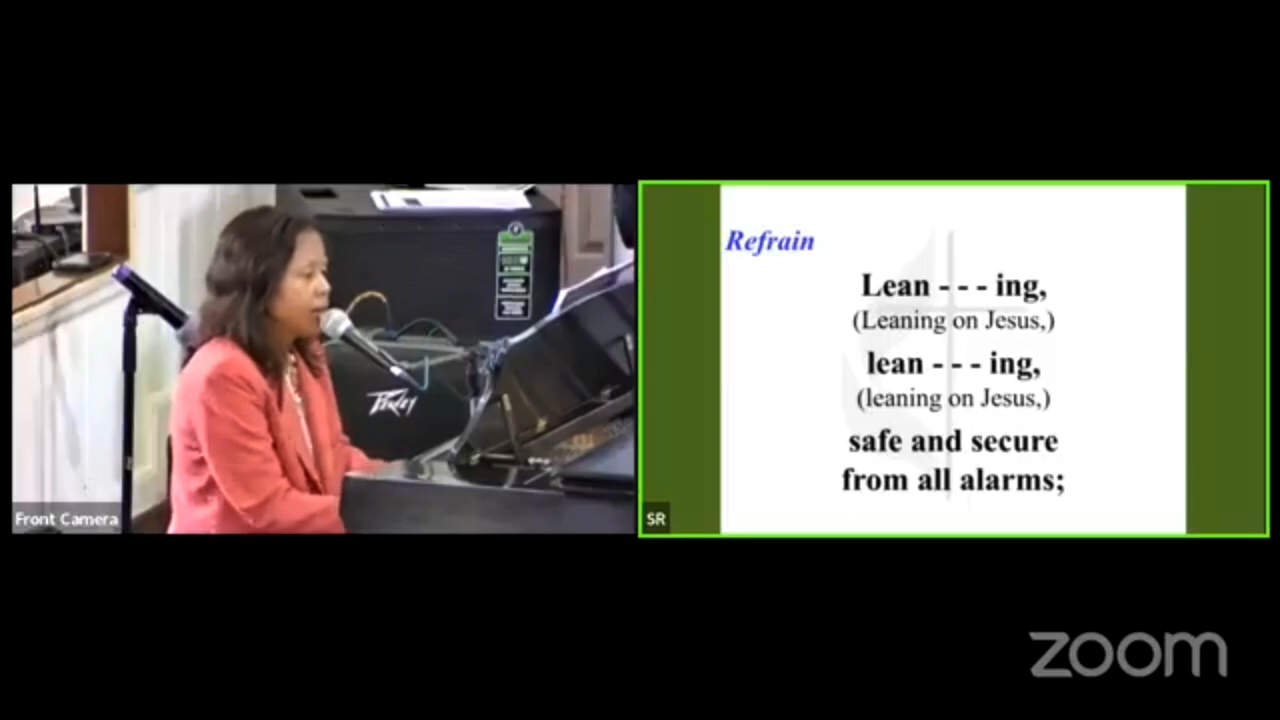 Front Camera
PEAVEY
Refrain
Lean - - - ing,
(Leaning on Jesus,)
lean - - - ing,
(leaning on Jesus,)
safe and secure
from all alarms;
SR
zoom